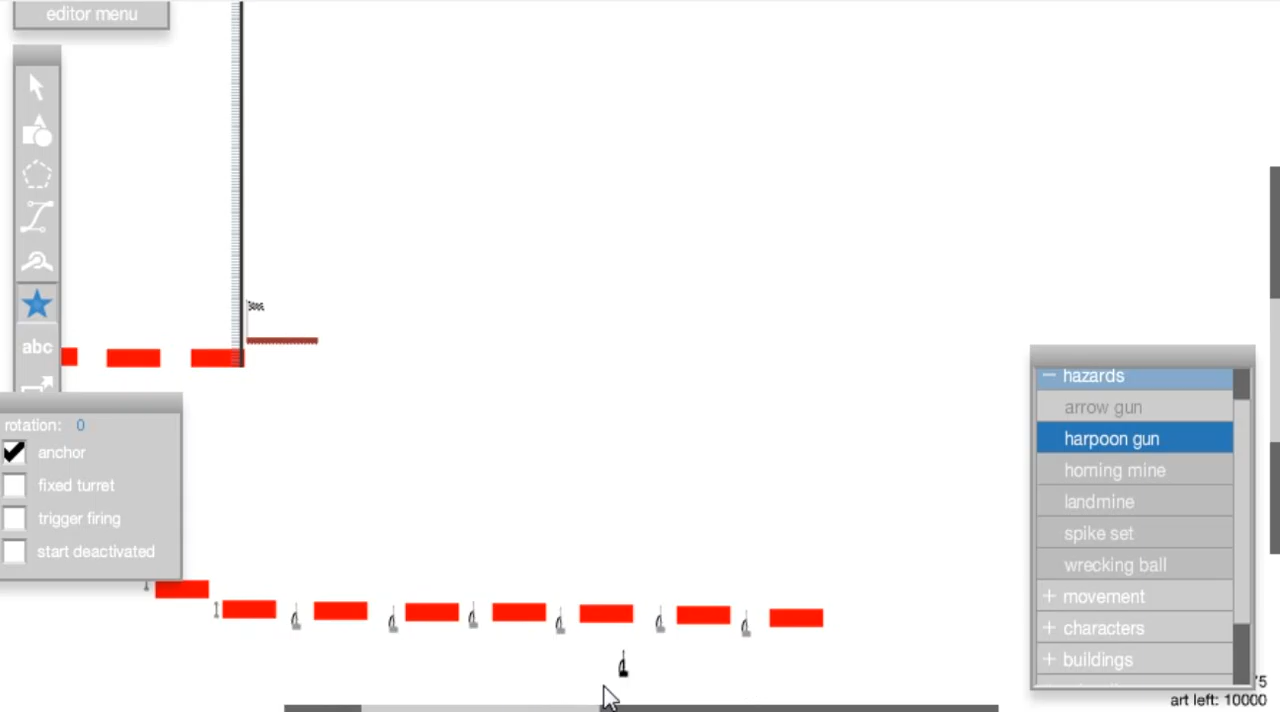 editor menu
abc
rotation: 0
anchor
fixed turret
trigger firing
start deactivated
− hazards
arrow gun
harpoon gun
homing mine
landmine
spike set
wrecking ball
+ movement
+ characters
+ buildings
art left: 10000